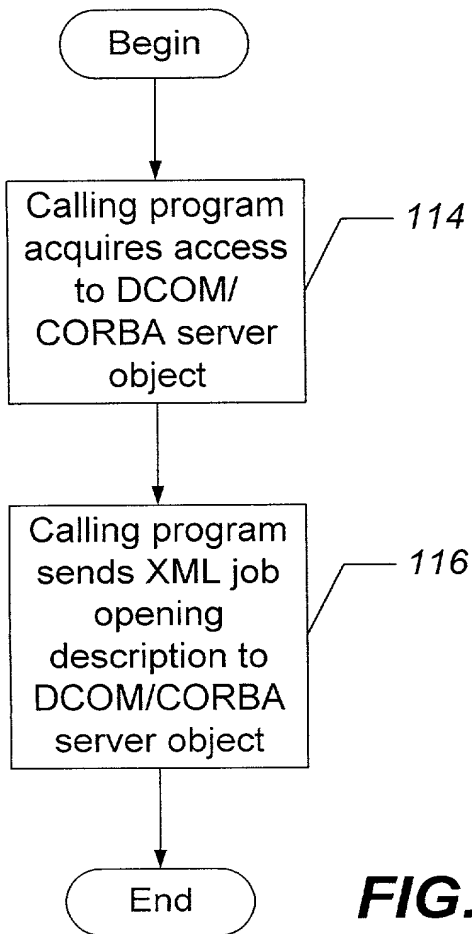 Begin
Calling program
acquires access
to DCOM/
CORBA server
object
114
Calling program
sends XML job
opening
description to
DCOM/CORBA
server object
116
End
FIG.